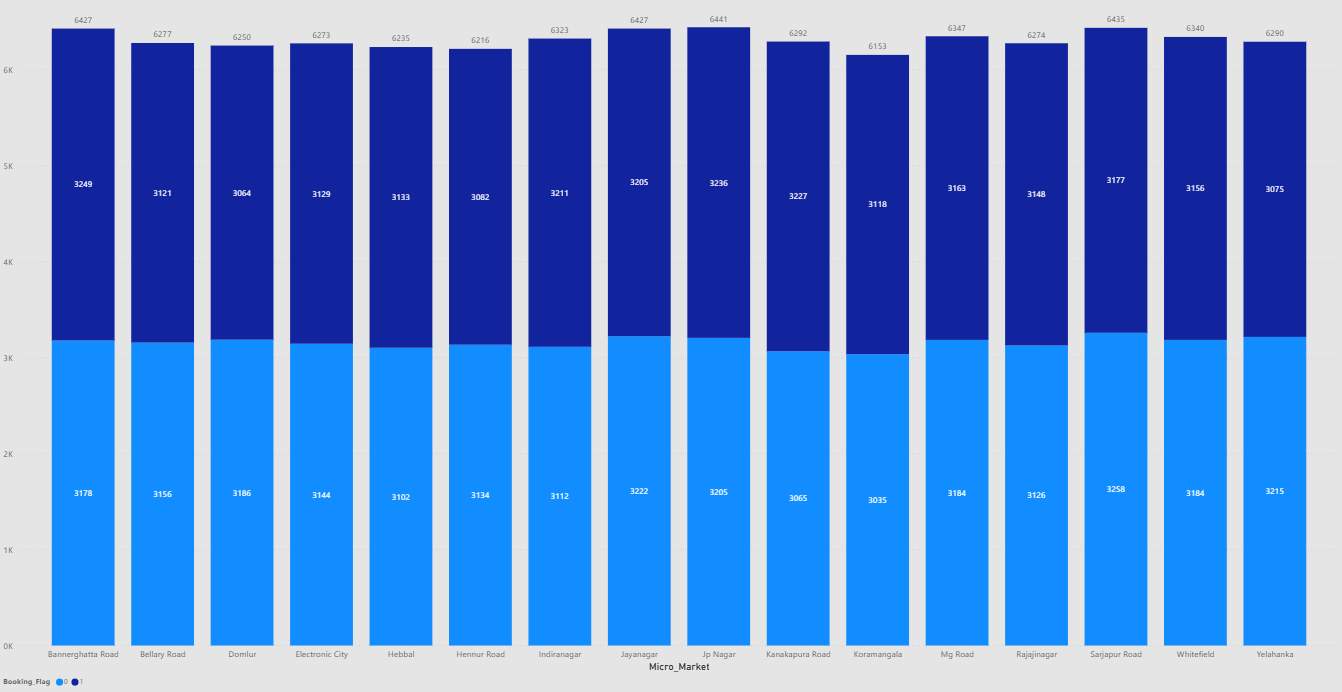 6427 6277 6250 6273 6235 6216 6323 6427 6441 6292 6153 6347 6274 6435 6340 6290
6K
5K
3249 3121 3064 3129 3133 3082 3211 3205 3236 3227 3118 3163 3148 3177 3156 3075
4K
3K
2K
3178 3156 3186 3144 3102 3134 3112 3222 3205 3065 3035 3184 3126 3258 3184 3215
1K
0K
Bannerghatta Road Bellary Road Domlur Electronic City Hebbal Hennur Road Indiranagar Jayanagar Jp Nagar Kanakapura Road Koramangala Mg Road Rajajinagar Sarjapur Road Whitefield Yelahanka
Micro_Market
Booking_Flag 0 1